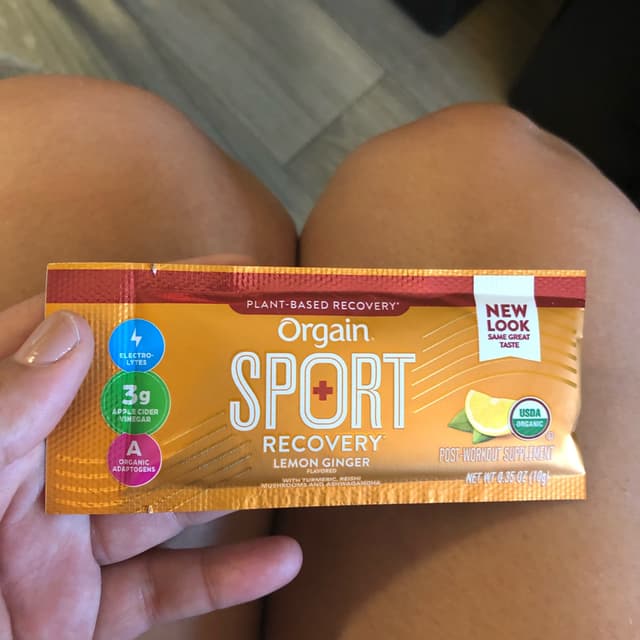 PLANT-BASED RECOVERY*
Orgain
SPORT
RECOVERY
LEMON GINGER
FLAVORED
WITH TURMERIC, REISHI
MUSHROOMS AND ASHWAGANDHA
ELECTRO-
LYTES
3g
APPLE CIDER
VINEGAR
A
ORGANIC
ADAPTOGENS
NEW
LOOK
SAME GREAT
TASTE
USDA
ORGANIC
POST-WORKOUT SUPPLEMENT
NET WT 0.35 OZ (10g)